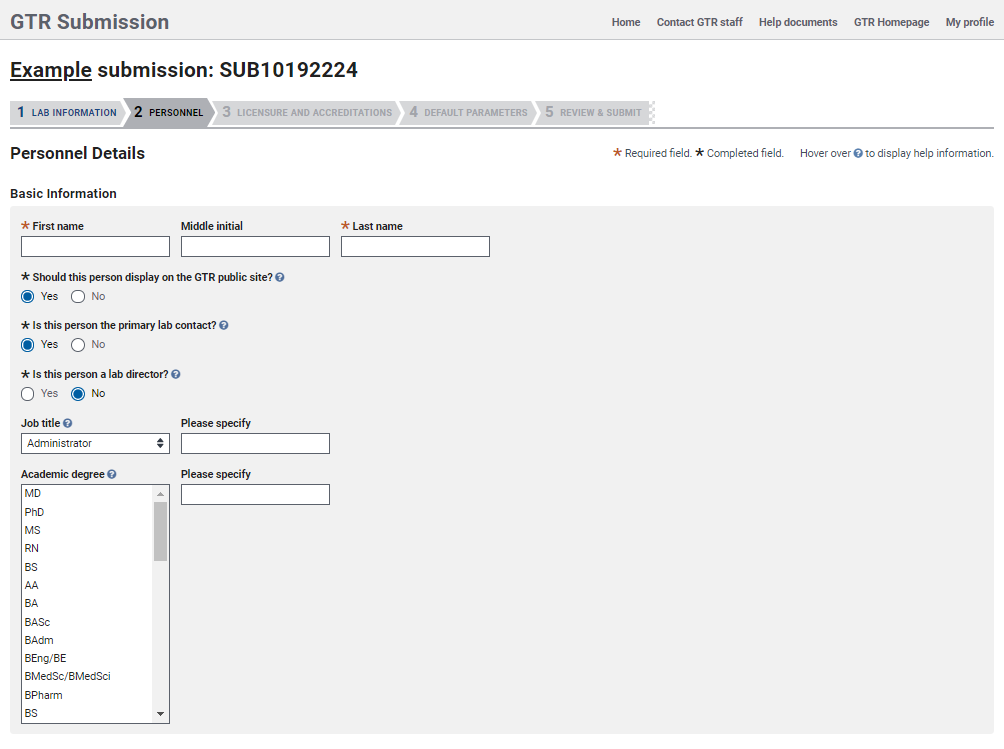 GTR Submission
Home Contact GTR staff Help documents GTR Homepage My profile
Example submission: SUB10192224
1 LAB INFORMATION 2 PERSONNEL 3 LICENSURE AND ACCREDITATIONS 4 DEFAULT PARAMETERS 5 REVIEW & SUBMIT
Personnel Details
* Required field. * Completed field. Hover over ? to display help information.
Basic Information
* First name Middle initial * Last name
* Should this person display on the GTR public site? ?
Yes No
* Is this person the primary lab contact? ?
Yes No
* Is this person a lab director? ?
Yes No
Job title ? Please specify
Administrator
Academic degree ? Please specify
MD
PhD
MS
RN
BS
AA
BA
BASc
BAdm
BEng/BE
BMedSc/BMedSci
BPharm
BS